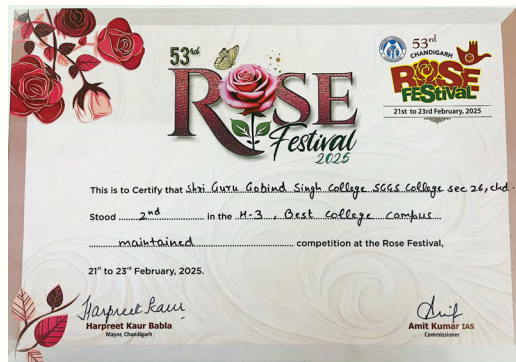 53rd
ROSE
Festival
2025
53rd
CHANDIGARH
ROSE
FESTIVAL
21st to 23rd February, 2025
This is to Certify that Shri Guru Gobind Singh College SGGS College sec 26, chd.
Stood 2nd in the H-3, Best college campus
maintained competition at the Rose Festival,
21st to 23rd February, 2025.
Harpreet Kaur
Harpreet Kaur Babla
Mayor, Chandigarh
Amit Kumar IAS
Commissioner